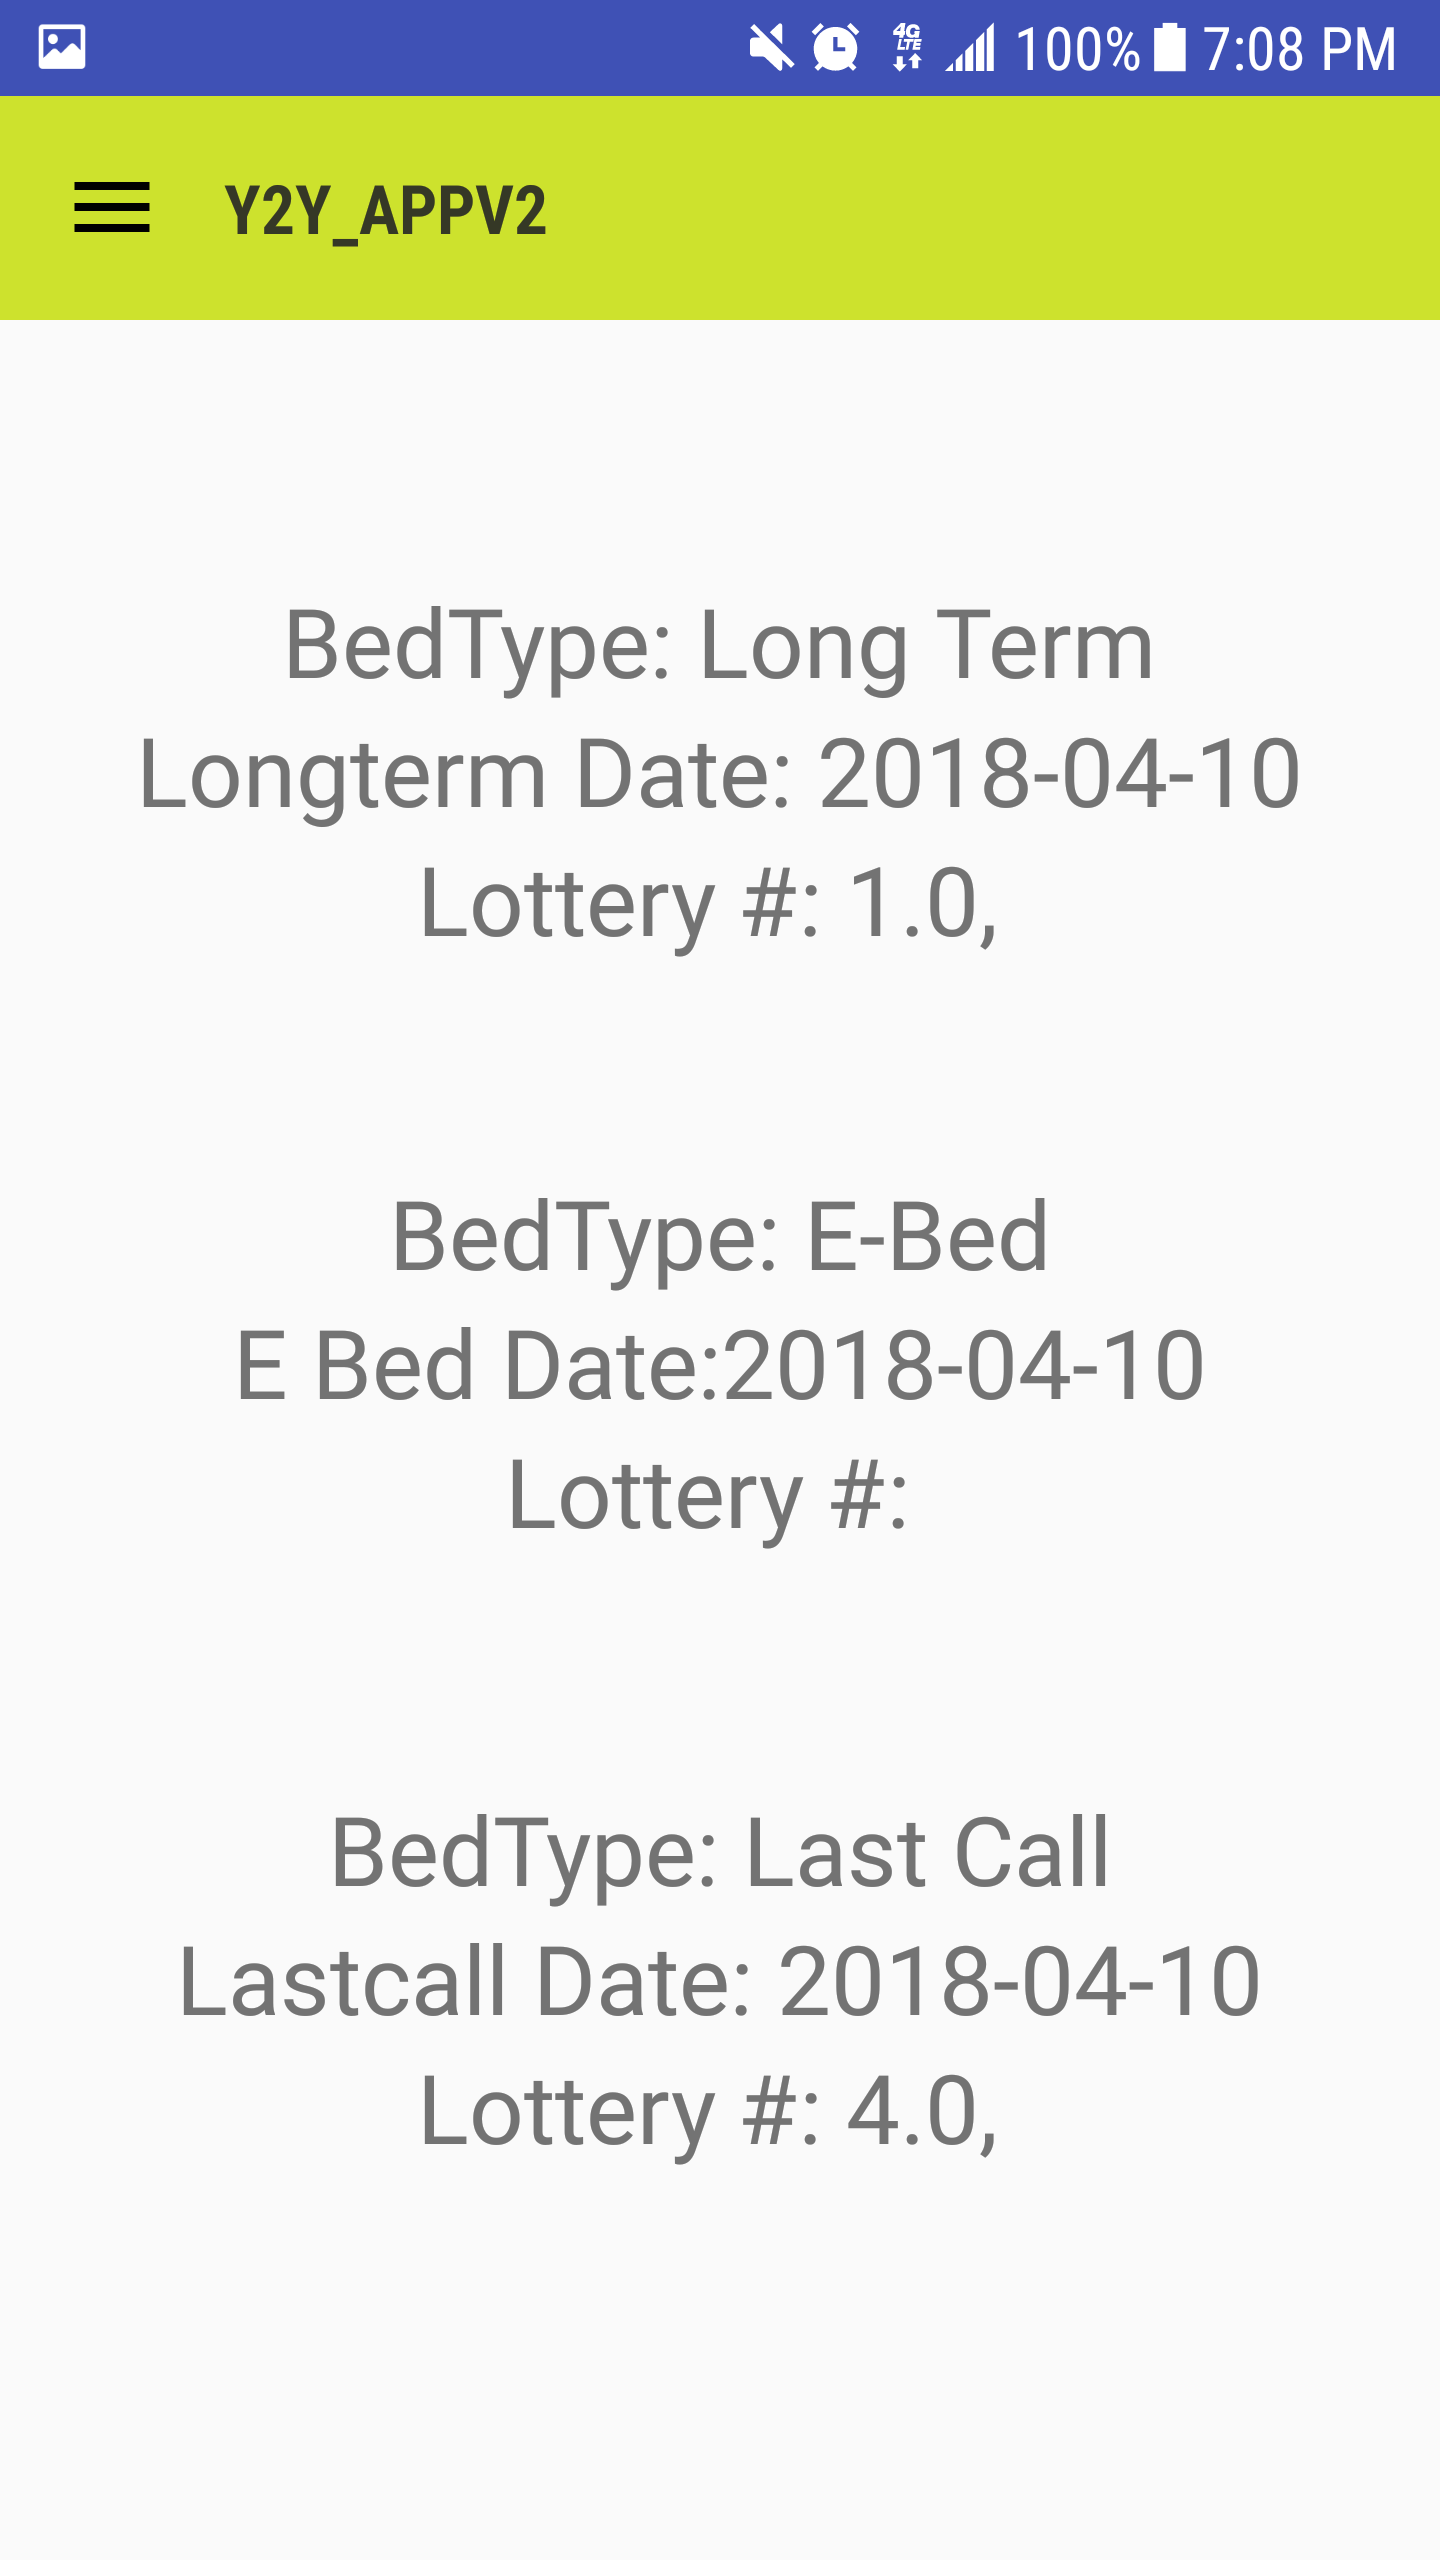 4G LTE 100% 7:08 PM
Y2Y_APPV2
BedType: Long Term
Longterm Date: 2018-04-10
Lottery #: 1.0,
BedType: E-Bed
E Bed Date:2018-04-10
Lottery #:
BedType: Last Call
Lastcall Date: 2018-04-10
Lottery #: 4.0,